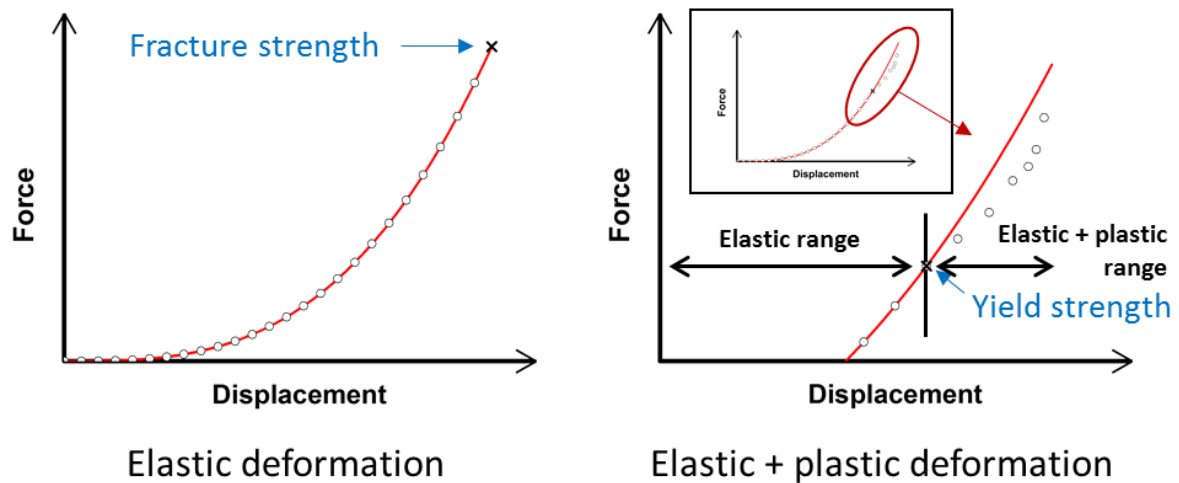 Fracture strength
Force
Displacement
Elastic deformation
Force
Displacement
Force
Elastic range
Elastic + plastic
range
Yield strength
Displacement
Elastic + plastic deformation